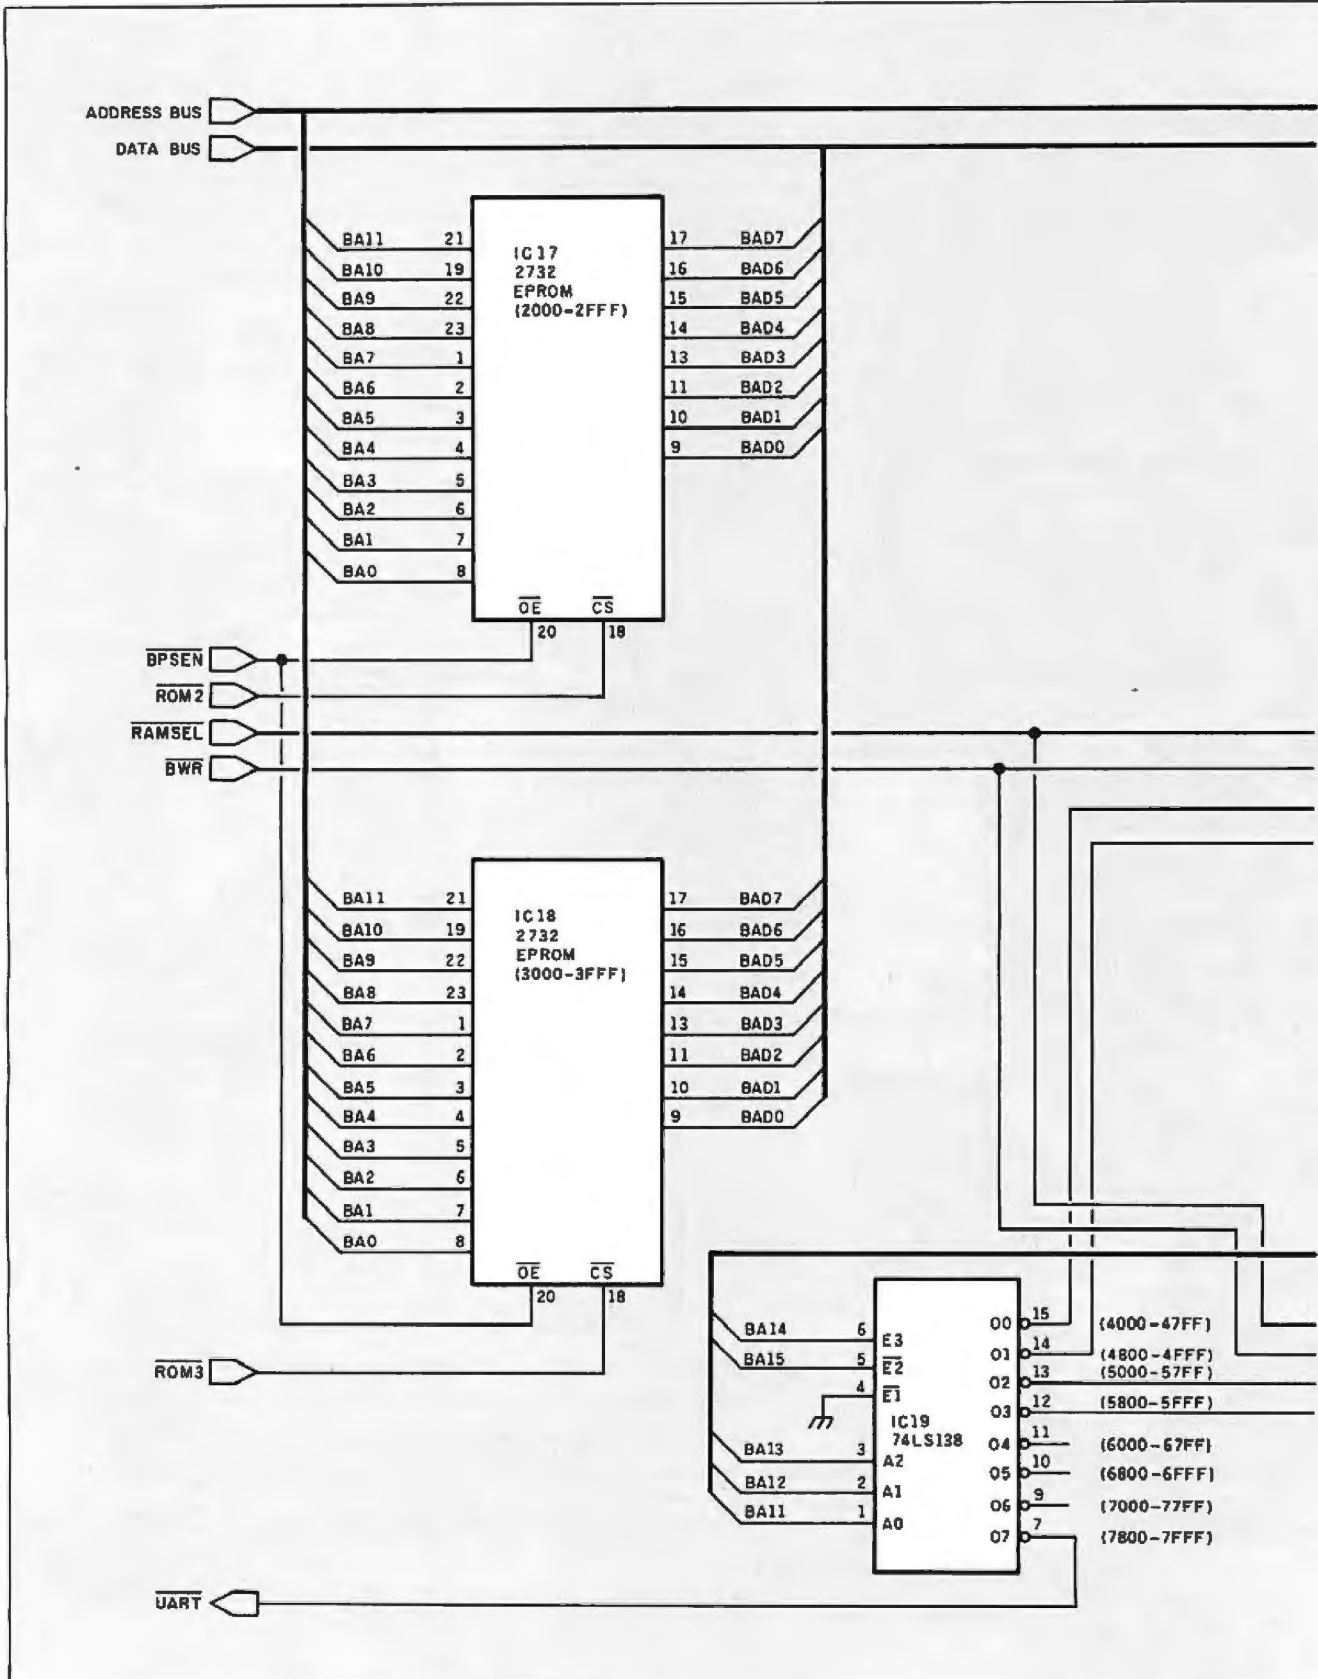 ADDRESS BUS
DATA BUS
IC17
2732
EPROM
(2000-2FFF)
BA11 21
BA10 19
BA9 22
BA8 23
BA7 1
BA6 2
BA5 3
BA4 4
BA3 5
BA2 6
BA1 7
BA0 8
17 BAD7
16 BAD6
15 BAD5
14 BAD4
13 BAD3
11 BAD2
10 BAD1
9 BAD0
OE CS
20 18
BPSEN
ROM2
RAMSEL
BWR
IC18
2732
EPROM
(3000-3FFF)
BA11 21
BA10 19
BA9 22
BA8 23
BA7 1
BA6 2
BA5 3
BA4 4
BA3 5
BA2 6
BA1 7
BA0 8
17 BAD7
16 BAD6
15 BAD5
14 BAD4
13 BAD3
11 BAD2
10 BAD1
9 BAD0
OE CS
20 18
ROM3
BA14 6 E3
BA15 5 E2
4 E1
IC19
74LS138
BA13 3 A2
BA12 2 A1
BA11 1 A0
O0 15 (4000-47FF)
O1 14 (4800-4FFF)
O2 13 (5000-57FF)
O3 12 (5800-5FFF)
O4 11 (6000-67FF)
O5 10 (6800-6FFF)
O6 9 (7000-77FF)
O7 7 (7800-7FFF)
UART